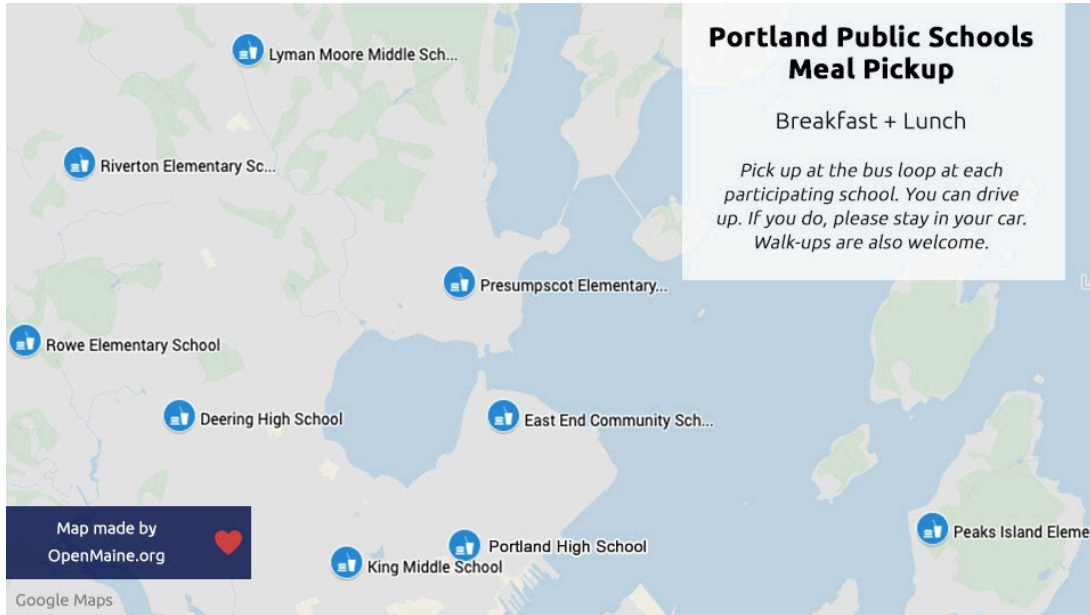 Portland Public Schools
Meal Pickup
Breakfast + Lunch
Pick up at the bus loop at each
participating school. You can drive
up. If you do, please stay in your car.
Walk-ups are also welcome.
Lyman Moore Middle Sch...
Riverton Elementary Sc...
Presumpscot Elementary...
Rowe Elementary School
Deering High School
East End Community Sch...
Peaks Island Eleme
Portland High School
King Middle School
Map made by
OpenMaine.org
Google Maps